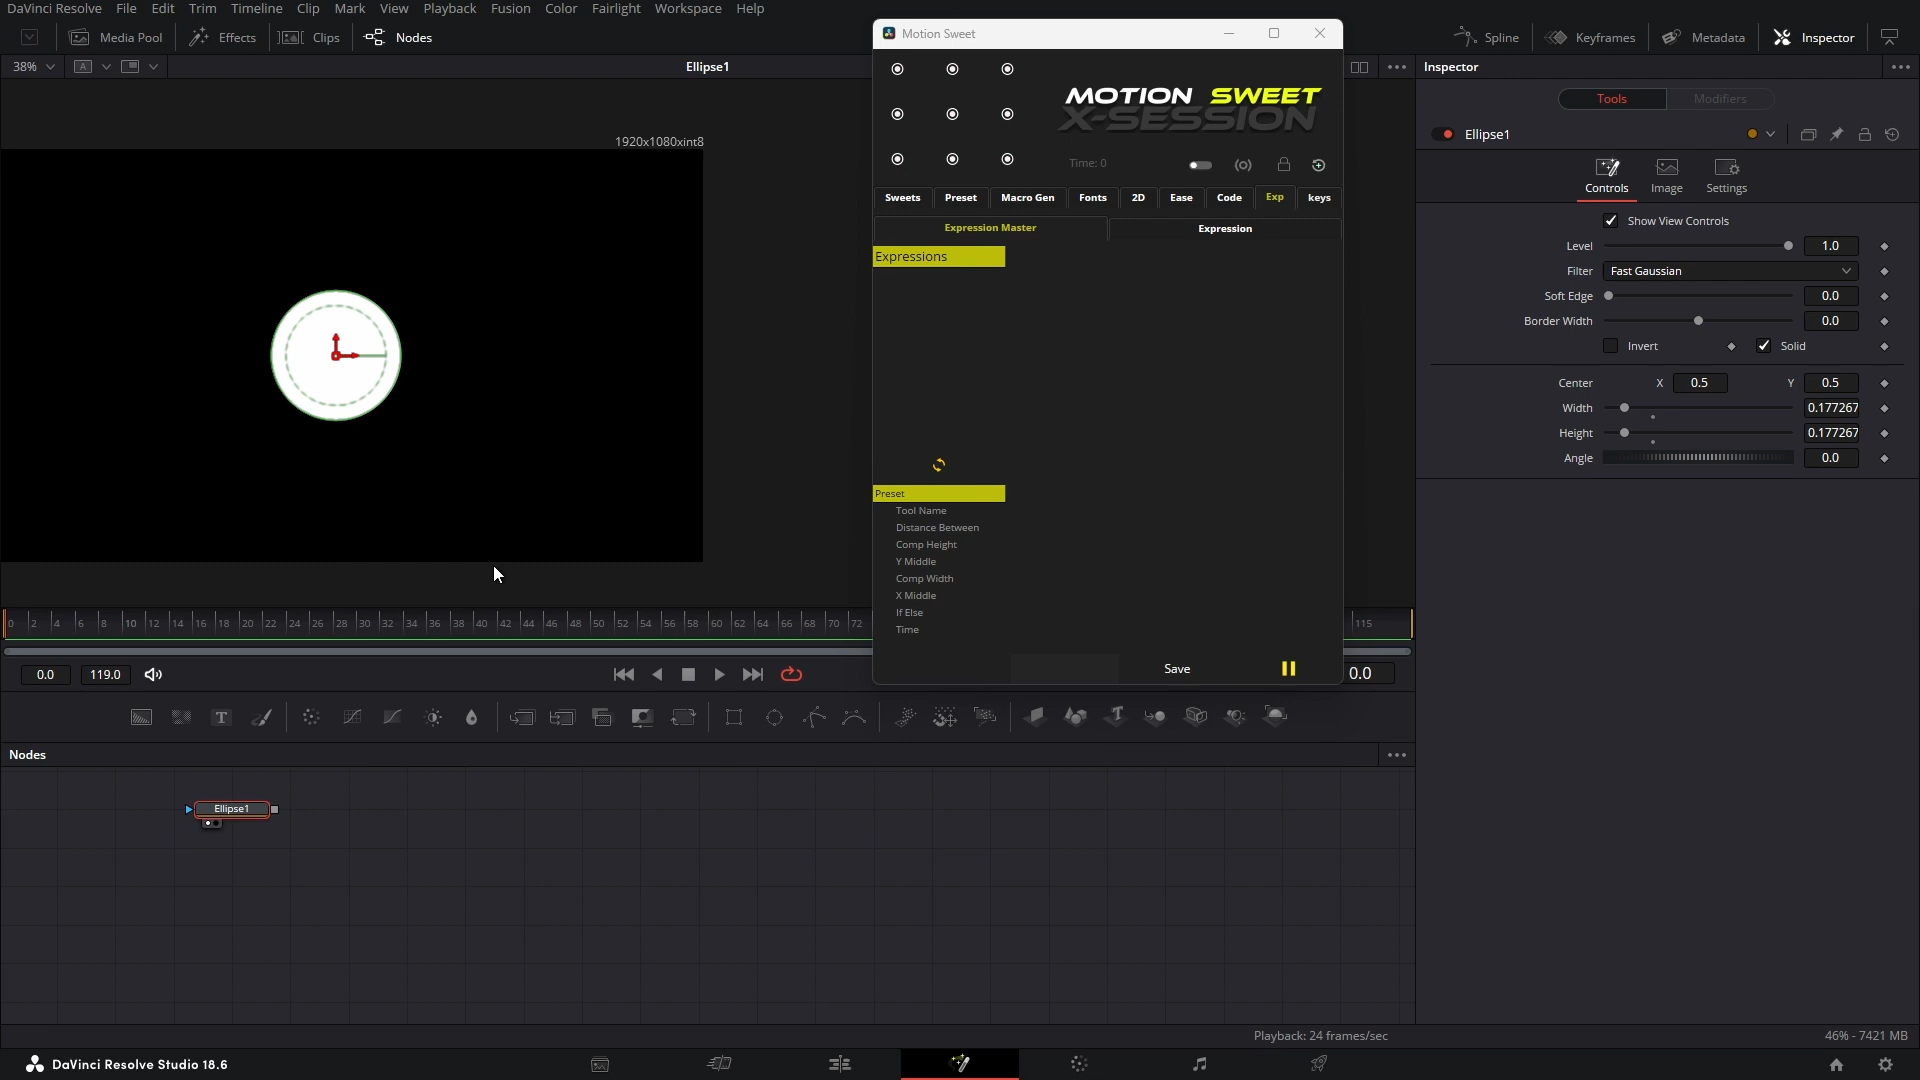 DaVinci Resolve File Edit Trim Timeline Clip Mark View Playback Fusion Color Fairlight Workspace Help
Media Pool Effects Clips Nodes
Motion Sweet
Spline Keyframes Metadata Inspector
38% A
Ellipse1
Inspector
MOTION SWEET
X-SESSION
Tools Modifiers
Ellipse1
1920x1080xint8
Time: 0
Controls Image Settings
Sweets Preset Macro Gen Fonts 2D Ease Code Exp keys
Expression Master Expression
Expressions
Show View Controls
Level 1.0
Filter Fast Gaussian
Soft Edge 0.0
Border Width 0.0
Invert Solid
Center X 0.5 Y 0.5
Width 0.177267
Height 0.177267
Angle 0.0
Preset
Tool Name
Distance Between
Comp Height
Y Middle
Comp Width
X Middle
If Else
Time
0 2 4 6 8 10 12 14 16 18 20 22 24 26 28 30 32 34 36 38 40 42 44 46 48 50 52 54 56 58 60 62 64 66 68 70 72 115
Save
0.0 119.0 0.0
T T
Nodes
Ellipse1
Playback: 24 frames/sec
46% - 7421 MB
DaVinci Resolve Studio 18.6